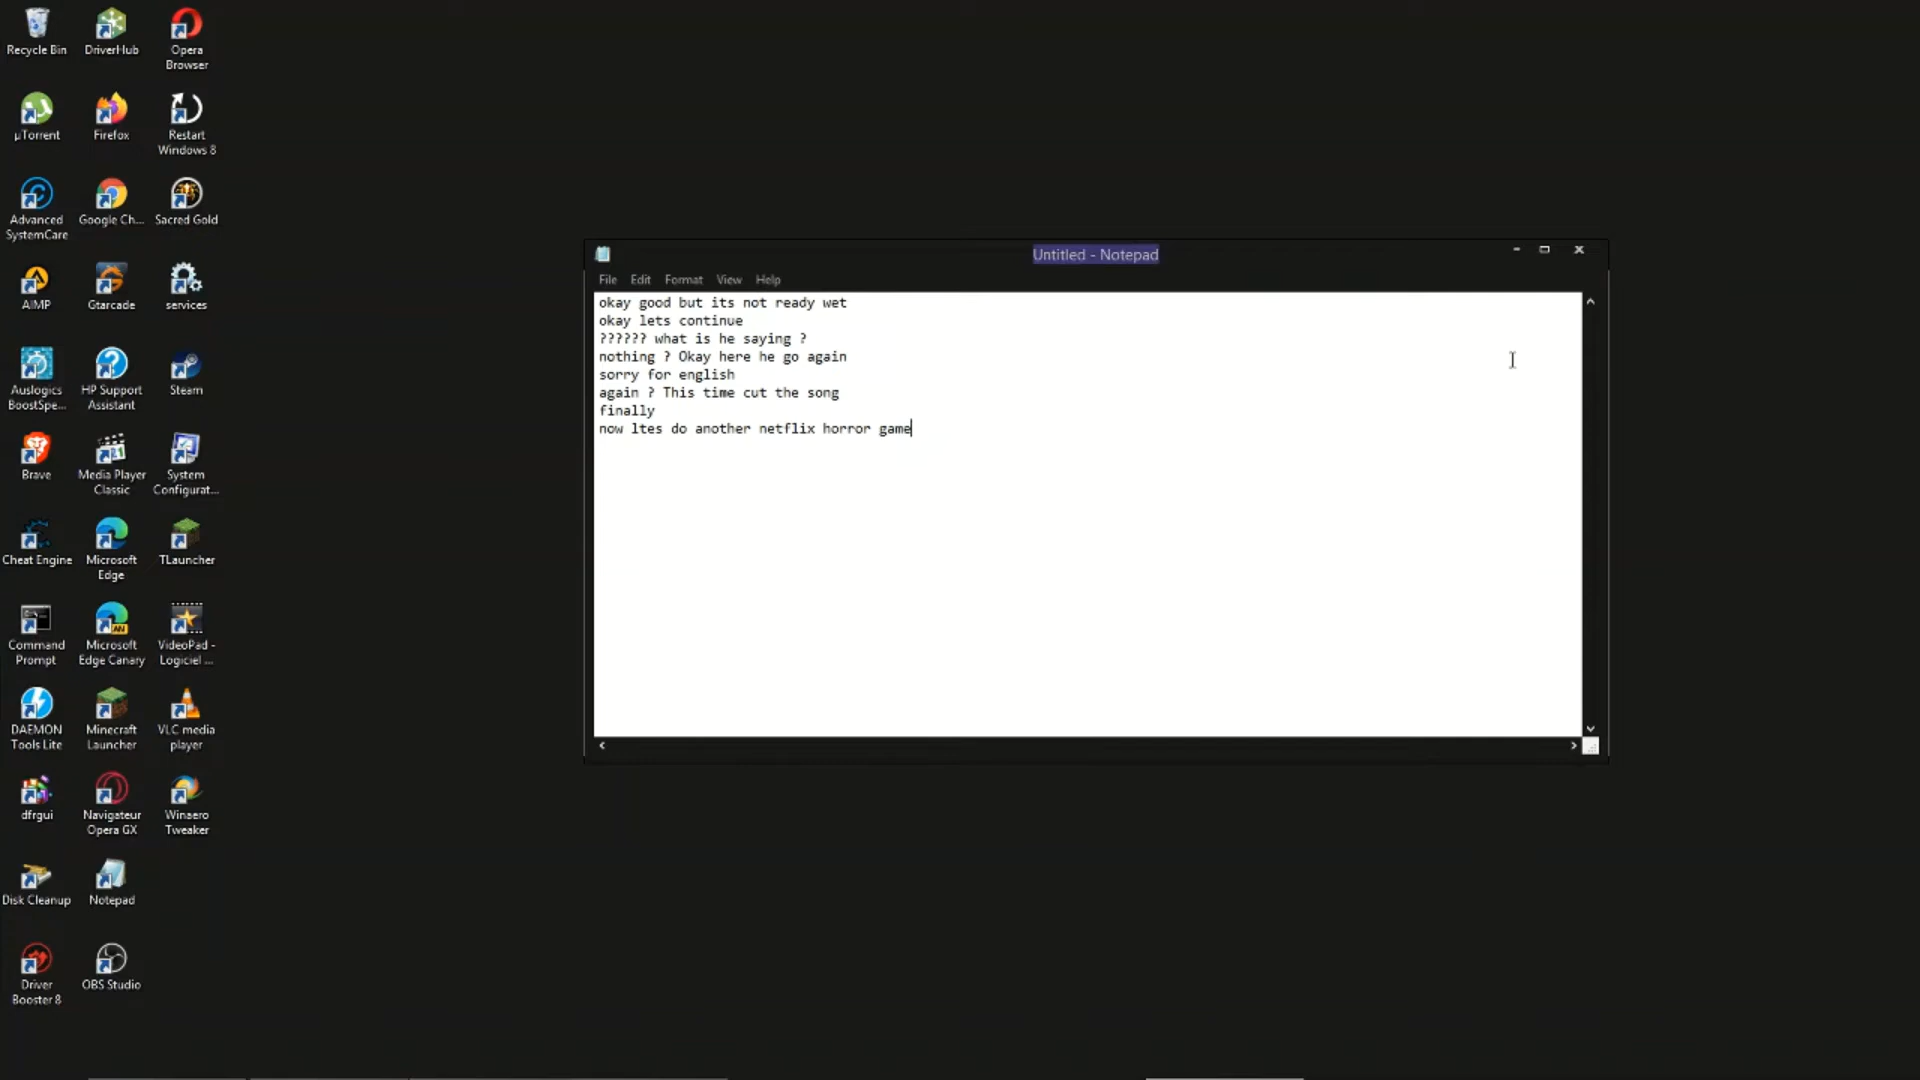 Recycle Bin
DriverHub
Opera
Browser
µTorrent
Firefox
Restart
Windows 8
Advanced
SystemCare
Google Ch...
Sacred Gold
AIMP
Gtarcade
services
Auslogics
BoostSpe...
HP Support
Assistant
Steam
Brave
Media Player
Classic
System
Configurat...
Cheat Engine
Microsoft
Edge
TLauncher
Command
Prompt
Microsoft
Edge Canary
VideoPad -
Logiciel ...
DAEMON
Tools Lite
Minecraft
Launcher
VLC media
player
dfrgui
Navigateur
Opera GX
Winaero
Tweaker
Disk Cleanup
Notepad
Driver
Booster 8
OBS Studio
Untitled - Notepad
File Edit Format View Help
okay good but its not ready wet
okay lets continue
?????? what is he saying ?
nothing ? Okay here he go again
sorry for english
again ? This time cut the song
finally
now ltes do another netflix horror game